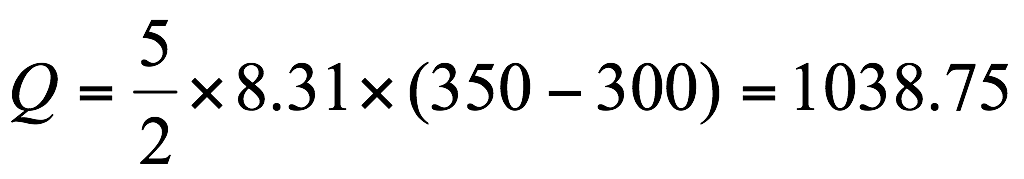 Q = 5/2 × 8.31 × (350 − 300) = 1038.75